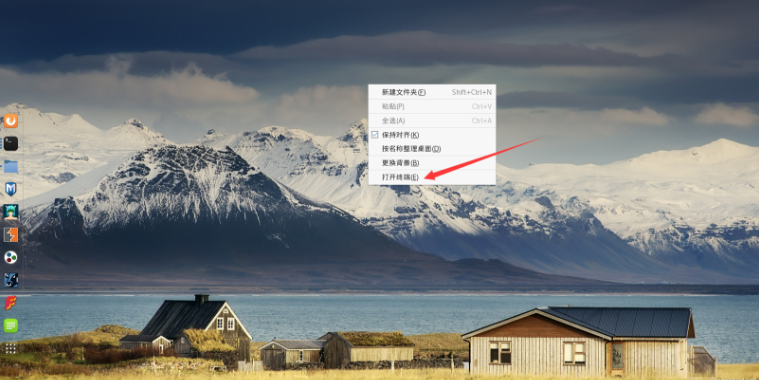 新建文件夹(F) Shift+Ctrl+N
粘贴(P) Ctrl+V
全选(A) Ctrl+A
保持对齐(K)
按名称整理桌面(O)
更换背景(B)
打开终端(E)